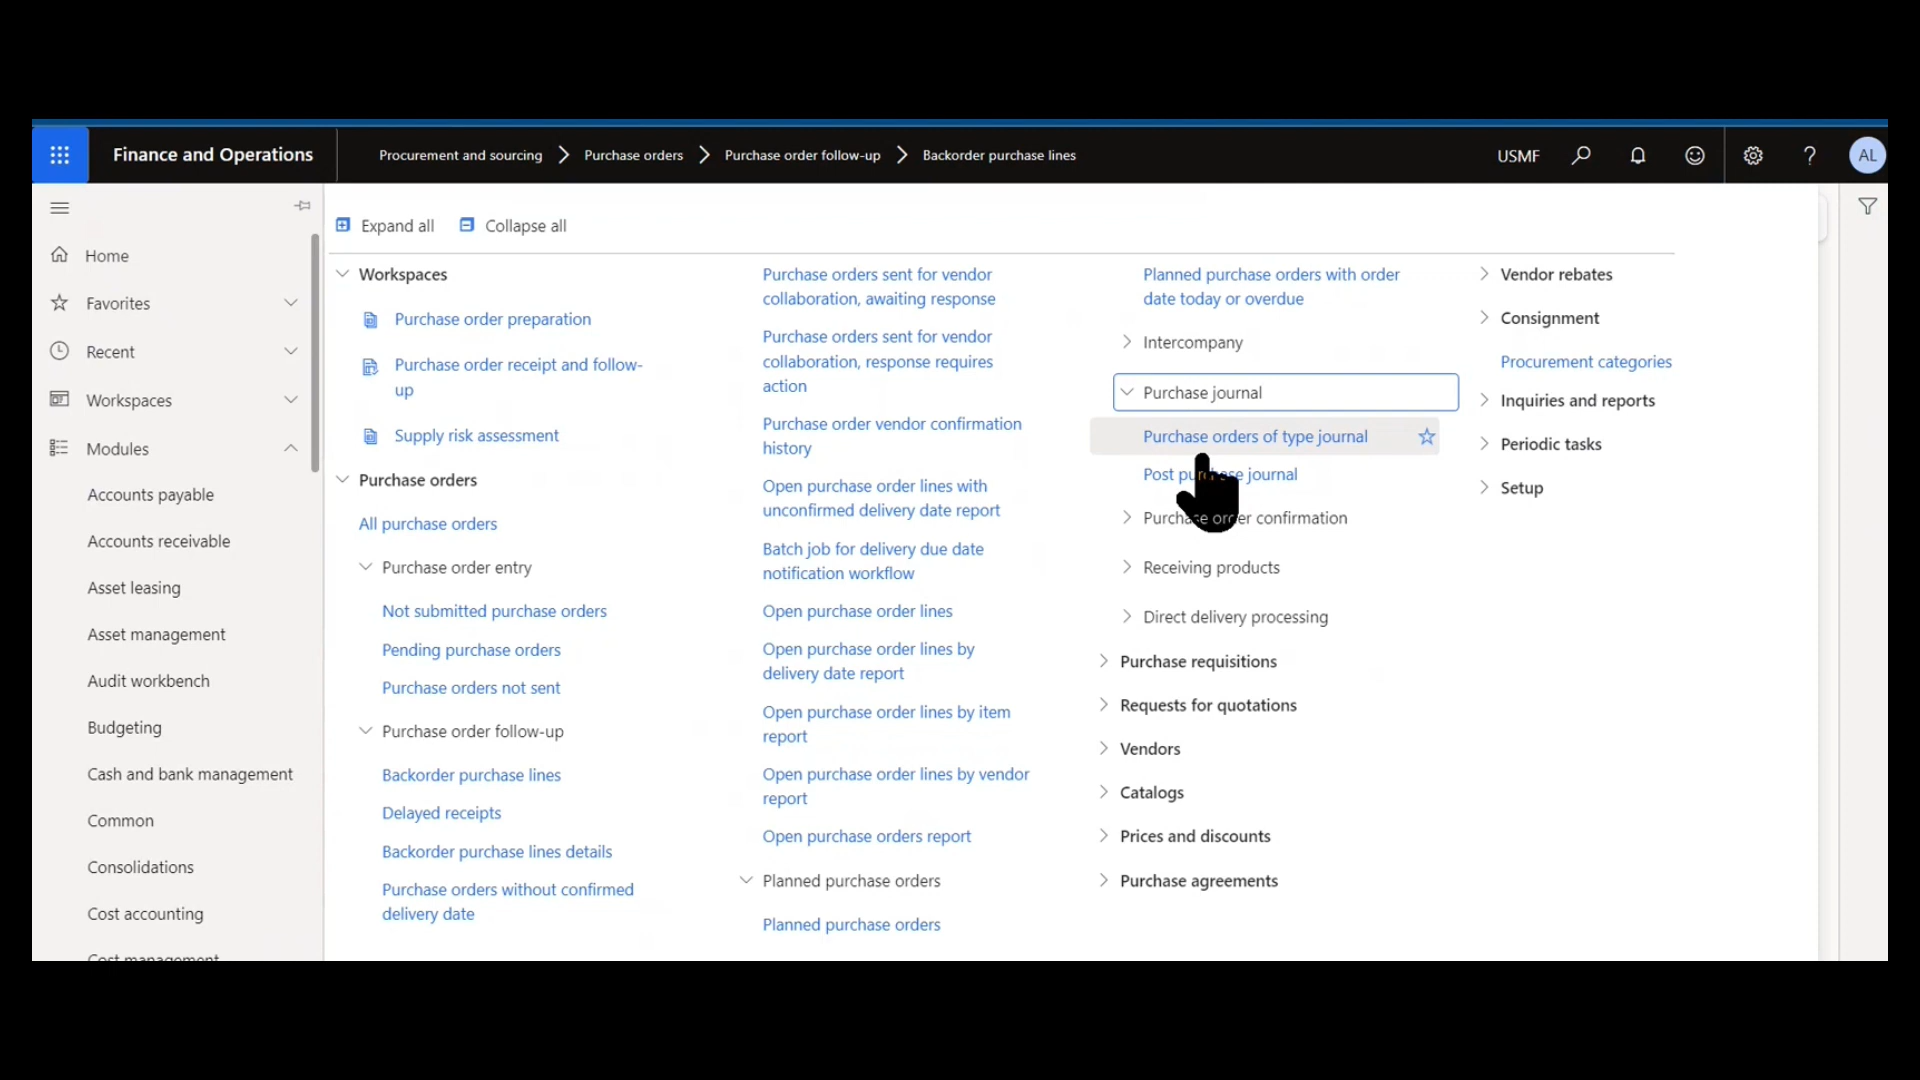 Finance and Operations
Procurement and sourcing
Purchase orders
Purchase order follow-up
Backorder purchase lines
USMF
?
AL
Expand all
Collapse all
Home
Favorites
Recent
Workspaces
Modules
Accounts payable
Accounts receivable
Asset leasing
Asset management
Audit workbench
Budgeting
Cash and bank management
Common
Consolidations
Cost accounting
Cost management
Workspaces
Purchase order preparation
Purchase order receipt and follow-
up
Supply risk assessment
Purchase orders
All purchase orders
Purchase order entry
Not submitted purchase orders
Pending purchase orders
Purchase orders not sent
Purchase order follow-up
Backorder purchase lines
Delayed receipts
Backorder purchase lines details
Purchase orders without confirmed
delivery date
Purchase orders sent for vendor
collaboration, awaiting response
Purchase orders sent for vendor
collaboration, response requires
action
Purchase order vendor confirmation
history
Open purchase order lines with
unconfirmed delivery date report
Batch job for delivery due date
notification workflow
Open purchase order lines
Open purchase order lines by
delivery date report
Open purchase order lines by item
report
Open purchase order lines by vendor
report
Open purchase orders report
Planned purchase orders
Planned purchase orders
Planned purchase orders with order
date today or overdue
Intercompany
Purchase journal
Purchase orders of type journal
Post purchase journal
Purchase order confirmation
Receiving products
Direct delivery processing
Purchase requisitions
Requests for quotations
Vendors
Catalogs
Prices and discounts
Purchase agreements
Vendor rebates
Consignment
Procurement categories
Inquiries and reports
Periodic tasks
Setup